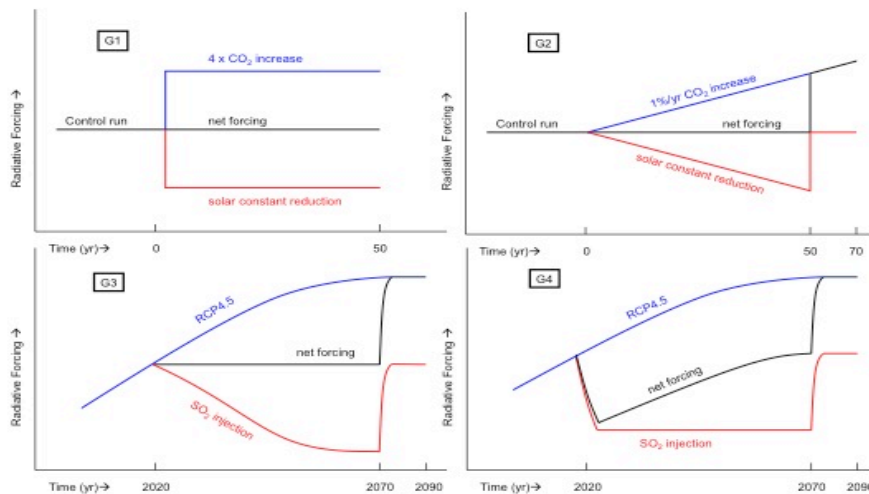 G1
4 x CO₂ increase
Radiative Forcing →
Control run
net forcing
solar constant reduction
Time (yr)→
0
50
G2
1%/yr CO₂ increase
Radiative Forcing →
Control run
net forcing
solar constant reduction
Time (yr)→
0
50
70
G3
RCP4.5
Radiative Forcing →
net forcing
SO₂ injection
Time (yr)→
2020
2070
2090
G4
RCP4.5
Radiative Forcing →
net forcing
SO₂ injection
Time (yr)→
2020
2070
2090